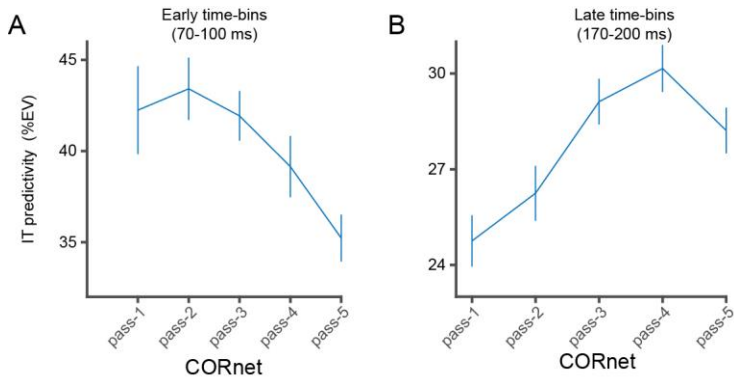 A
Early time-bins
(70-100 ms)
IT predictivity (%EV)
45
40
35
pass-1
pass-2
pass-3
pass-4
pass-5
CORnet
B
Late time-bins
(170-200 ms)
30
27
24
pass-1
pass-2
pass-3
pass-4
pass-5
CORnet